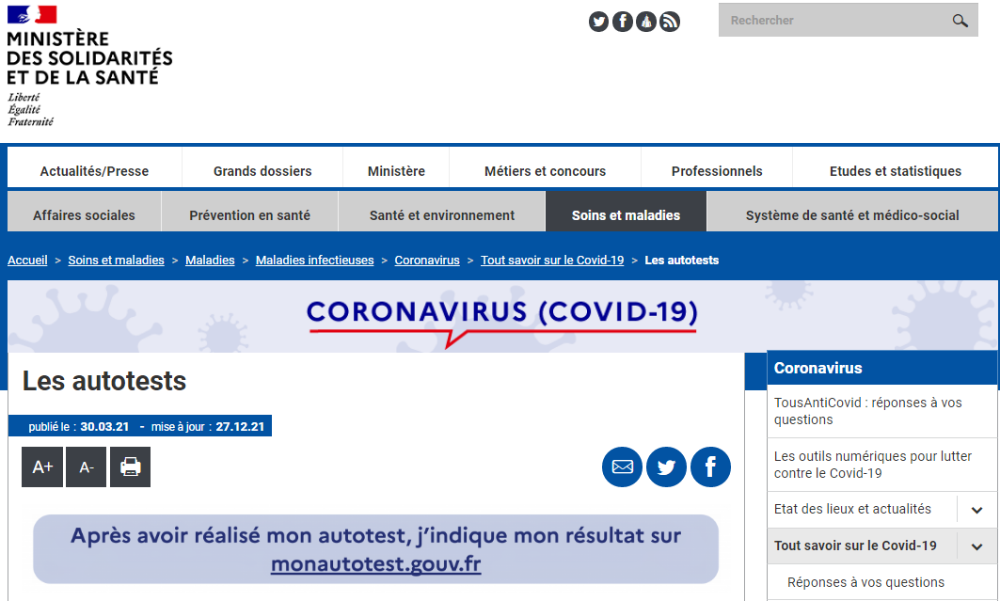 MINISTÈRE
DES SOLIDARITÉS
ET DE LA SANTÉ
Liberté
Égalité
Fraternité
Rechercher
Actualités/Presse
Grands dossiers
Ministère
Métiers et concours
Professionnels
Etudes et statistiques
Affaires sociales
Prévention en santé
Santé et environnement
Soins et maladies
Système de santé et médico-social
Accueil > Soins et maladies > Maladies > Maladies infectieuses > Coronavirus > Tout savoir sur le Covid-19 > Les autotests
CORONAVIRUS (COVID-19)
Les autotests
publié le : 30.03.21 - mise à jour : 27.12.21
A+
A-
Après avoir réalisé mon autotest, j'indique mon résultat sur
monautotest.gouv.fr
Coronavirus
TousAntiCovid : réponses à vos
questions
Les outils numériques pour lutter
contre le Covid-19
Etat des lieux et actualités
Tout savoir sur le Covid-19
Réponses à vos questions